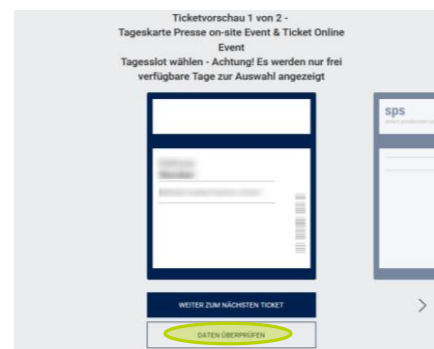 Ticketvorschau 1 von 2 -
Tageskarte Presse on-site Event & Ticket Online
Event
Tagesslot wählen - Achtung! Es werden nur frei
verfügbare Tage zur Auswahl angezeigt
sps
WEITER ZUM NÄCHSTEN TICKET
DATEN ÜBERPRÜFEN